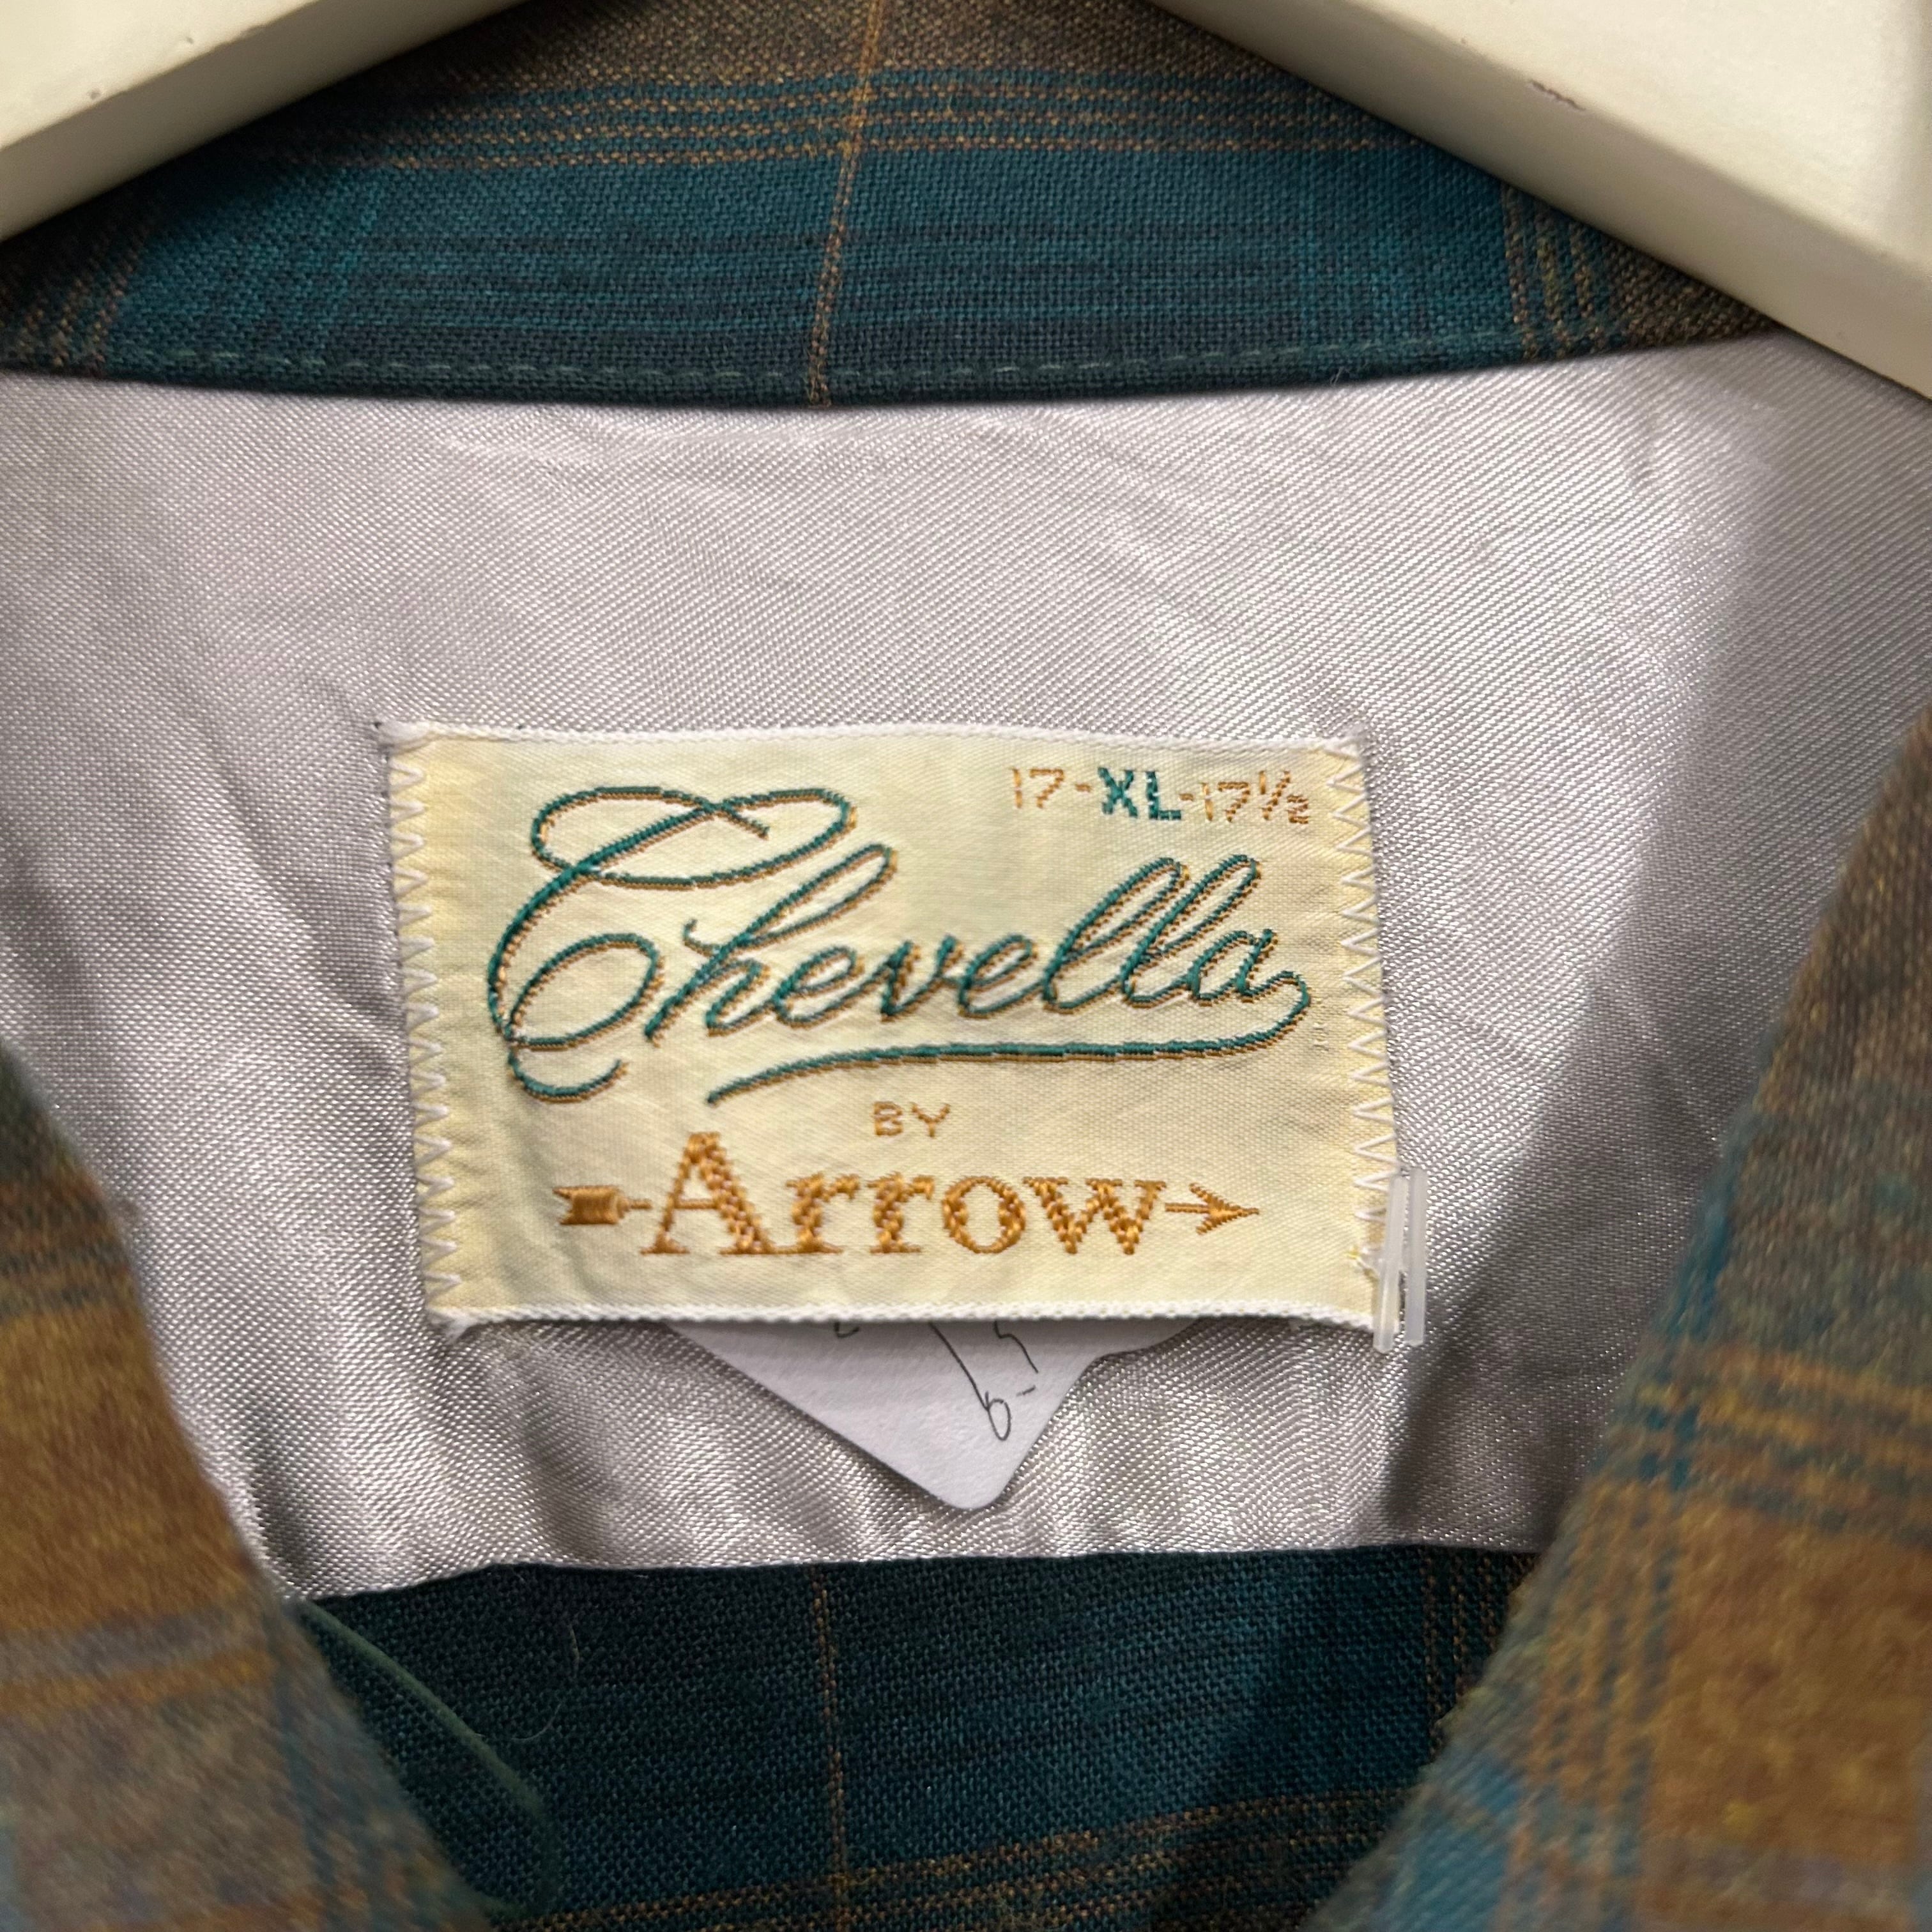 17-XL-17½
Chevella
BY
Arrow